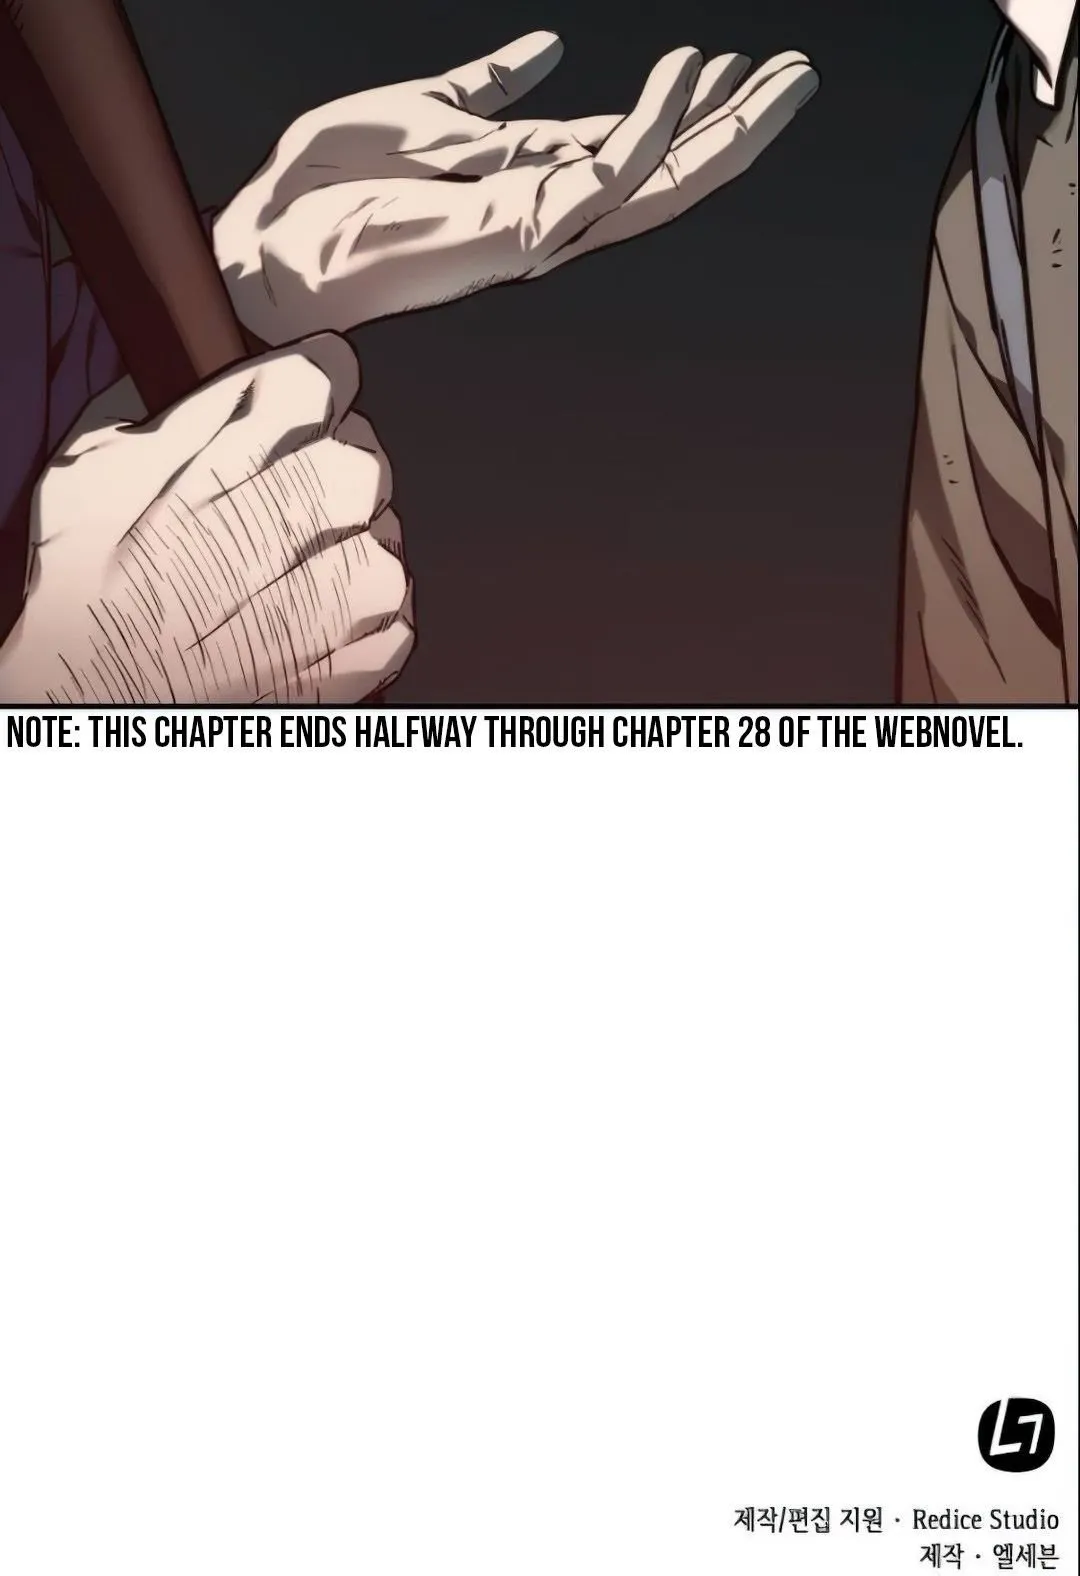 NOTE: THIS CHAPTER ENDS HALFWAY THROUGH CHAPTER 28 OF THE WEBNOVEL.
L7
제작/편집 지원 · Redice Studio
제작 · 엘세븐